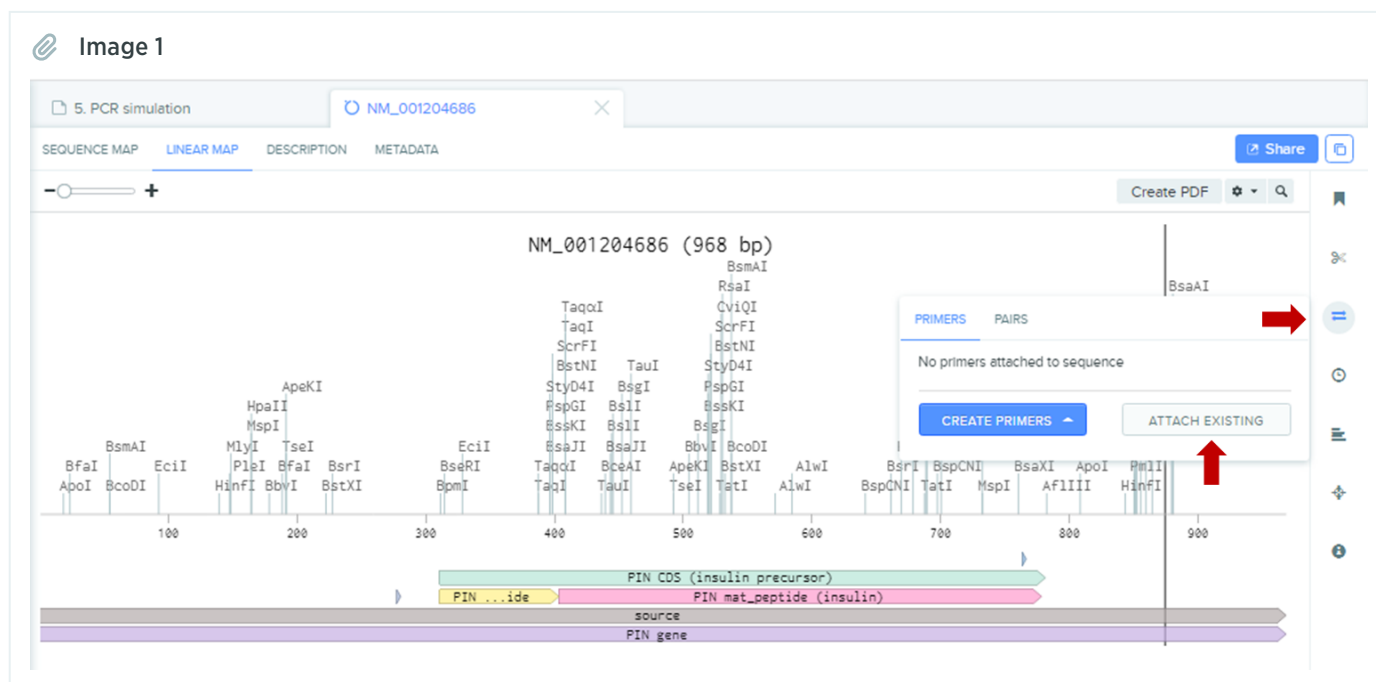 Image 1
5. PCR simulation
NM_001204686
SEQUENCE MAP LINEAR MAP DESCRIPTION METADATA
Share
Create PDF
NM_001204686 (968 bp)
BsmAI
RsaI BsaAI
TaqαI CviQI
PRIMERS PAIRS
TaqI ScrFI
ScrFI BstNI
No primers attached to sequence
BstNI TauI StyD4I
ApeKI StyD4I BsgI PspGI
HpaII PspGI BslI BssKI
CREATE PRIMERS ATTACH EXISTING
MspI BssKI BslI BsgI
BsmAI MlyI TseI EciI BsaJI BsaJI BbvI BcoDI
BfaI EciI PleI BfaI BsrI BseRI TaqαI BceAI ApeKI BstXI AlwI BsrI BspCNI BsaXI ApoI PmlI
ApoI BcoDI HinfI BbvI BstXI BpmI TaqI TauI TseI TatI AlwI BspCNI TatI MspI AflIII HinfI
100 200 300 400 500 600 700 800 900
PIN CDS (insulin precursor)
PIN ...ide PIN mat_peptide (insulin)
source
PIN gene